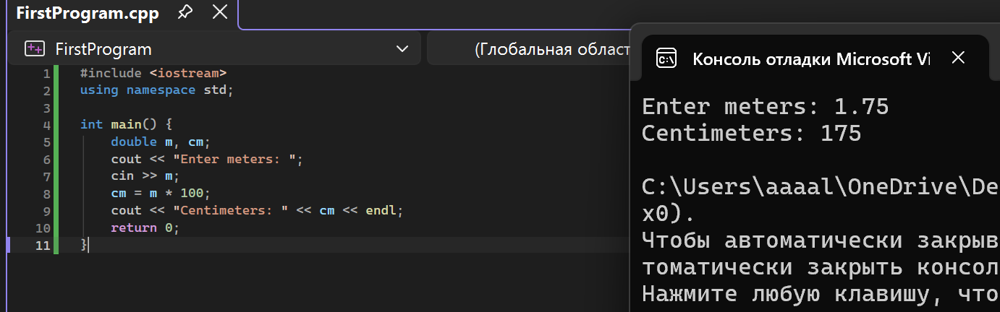 FirstProgram.cpp
FirstProgram
(Глобальная област
1 #include <iostream>
2 using namespace std;
3
4 int main() {
5 double m, cm;
6 cout << "Enter meters: ";
7 cin >> m;
8 cm = m * 100;
9 cout << "Centimeters: " << cm << endl;
10 return 0;
11 }
Консоль отладки Microsoft Vi
Enter meters: 1.75
Centimeters: 175
C:\Users\aaaal\OneDrive\De
x0).
Чтобы автоматически закрыв
томатически закрыть консол
Нажмите любую клавишу, что